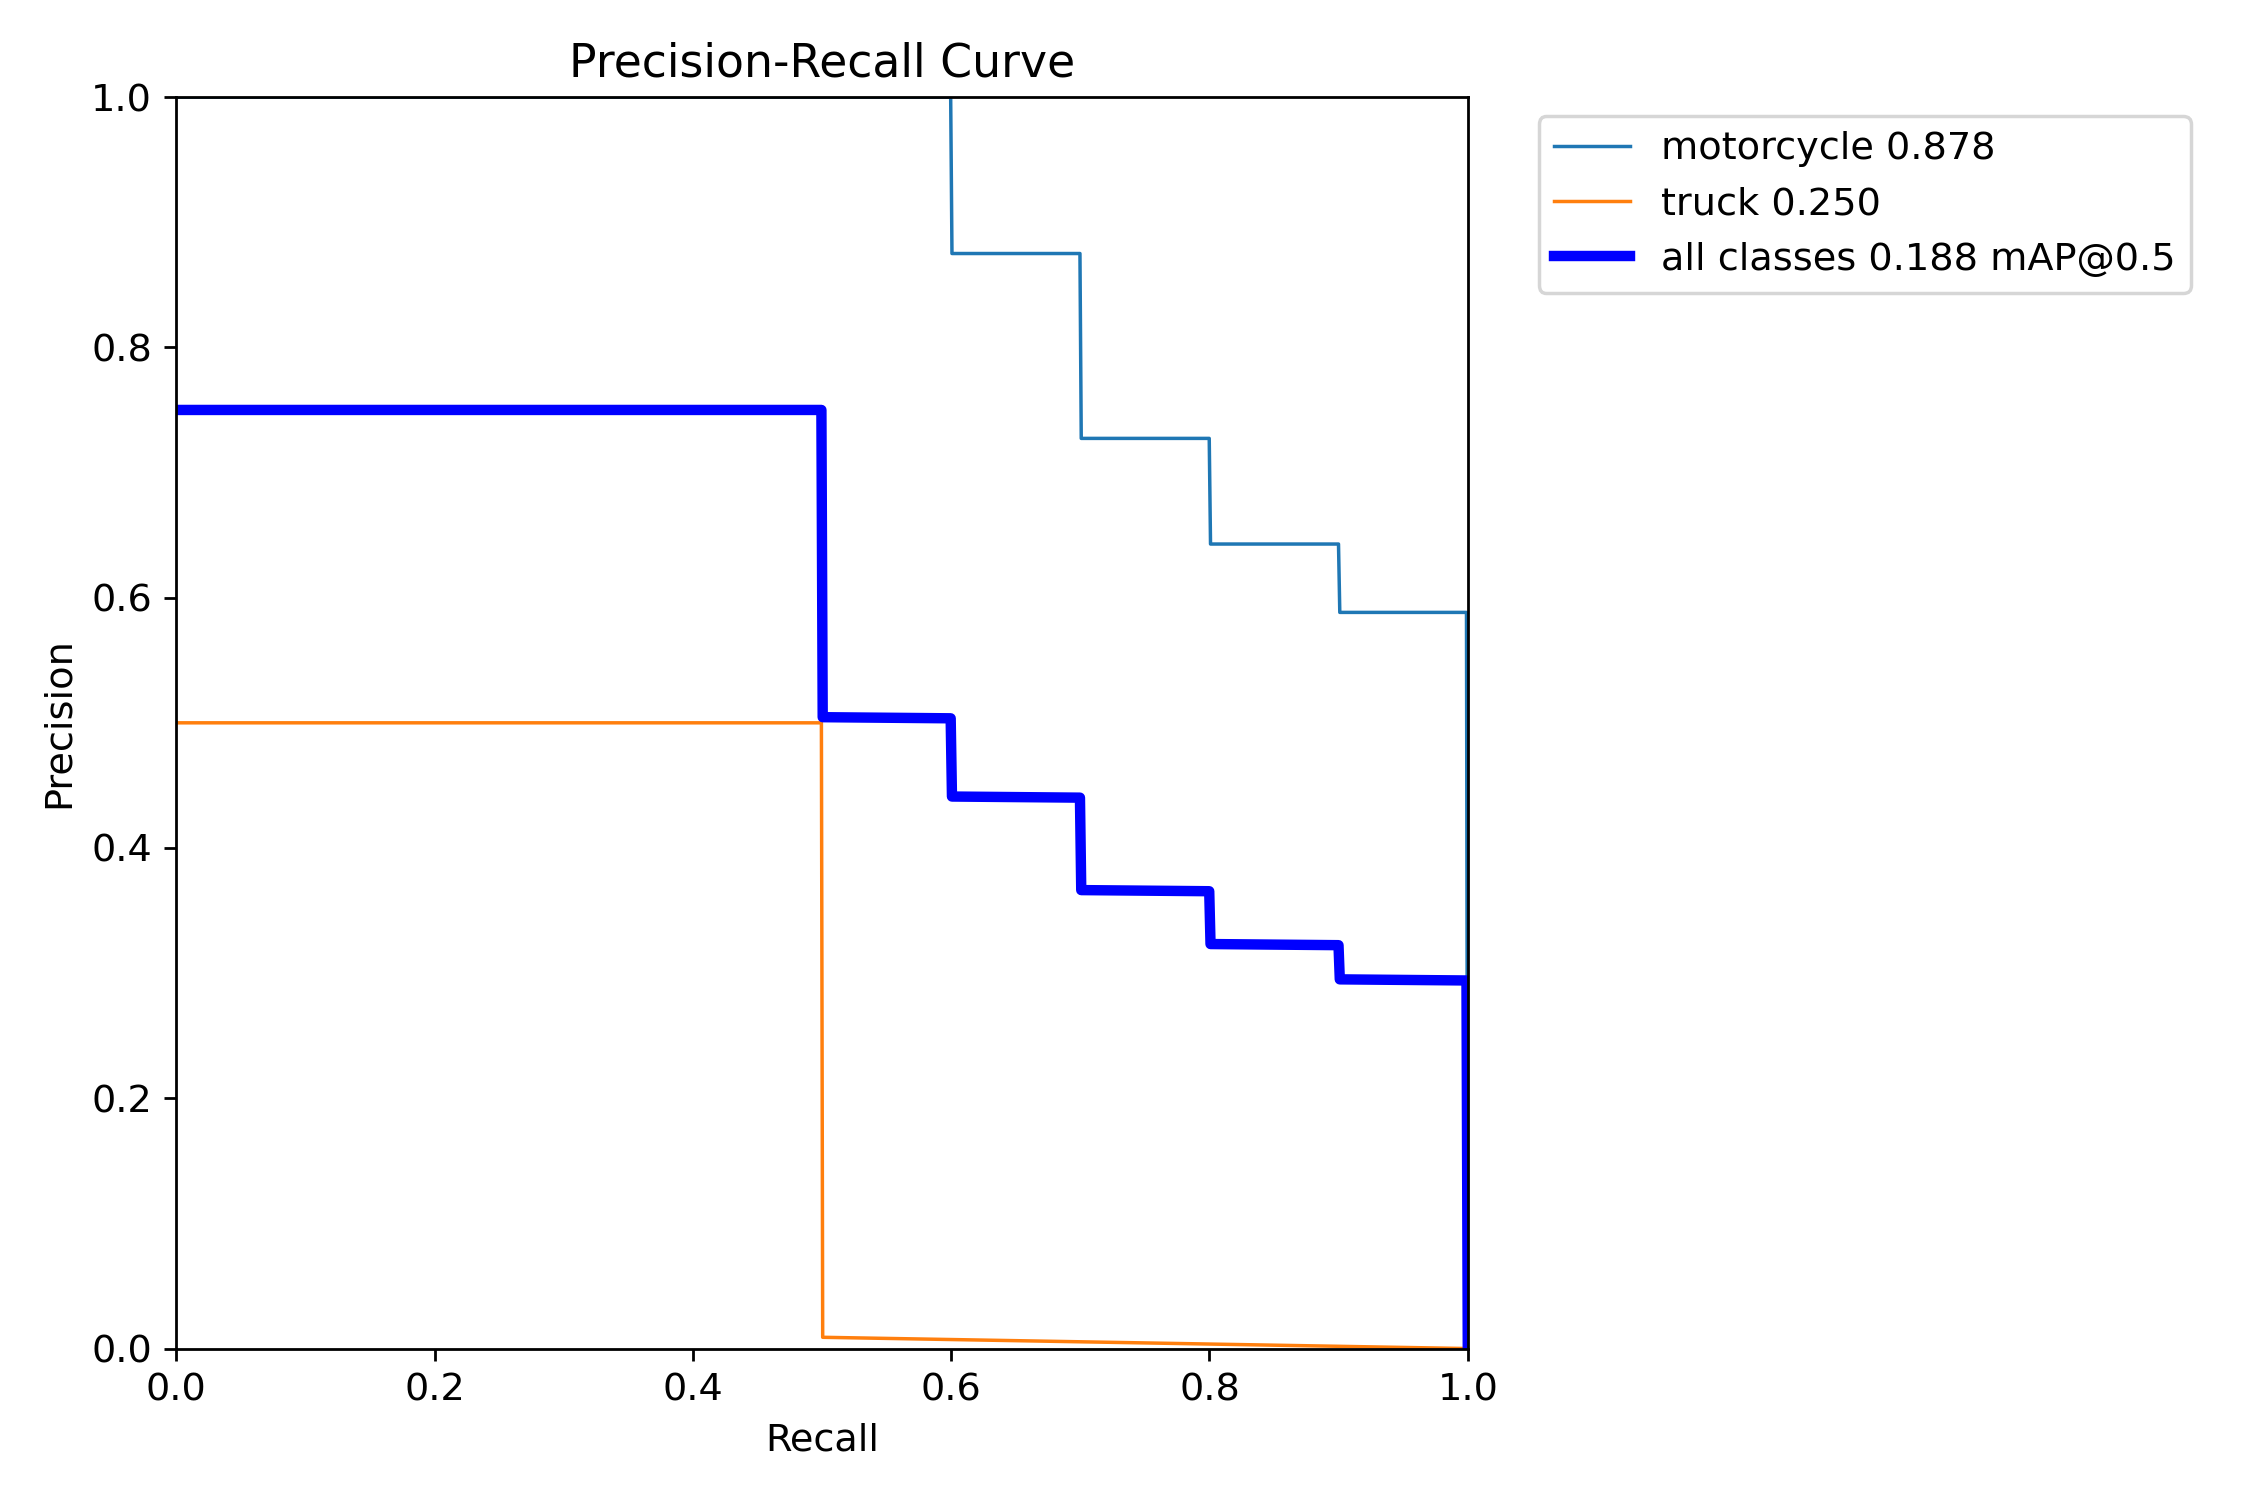 Precision-Recall Curve
1.0
0.8
0.6
0.4
0.2
0.0
Precision
0.0 0.2 0.4 0.6 0.8 1.0
Recall
motorcycle 0.878
truck 0.250
all classes 0.188 mAP@0.5